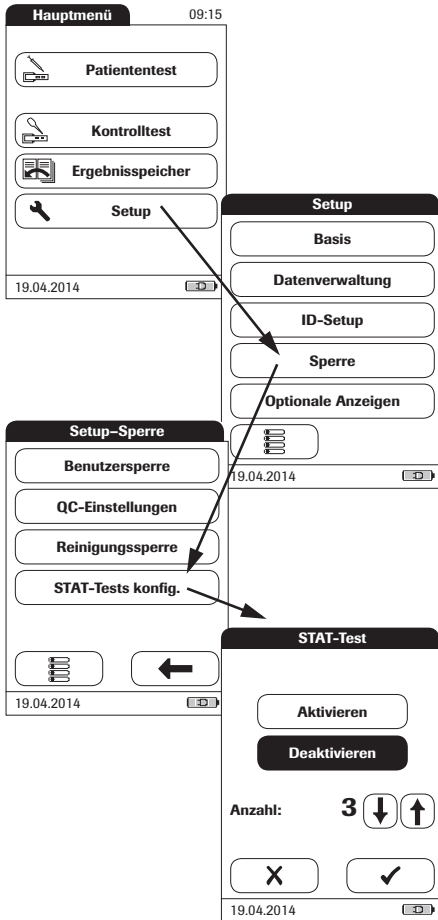 Hauptmenü 09:15
Patiententest
Kontrolltest
Ergebnisspeicher
Setup
19.04.2014
Setup
Basis
Datenverwaltung
ID-Setup
Sperre
Optionale Anzeigen
19.04.2014
Setup–Sperre
Benutzersperre
QC-Einstellungen
Reinigungssperre
STAT-Tests konfig.
19.04.2014
STAT-Test
Aktivieren
Deaktivieren
Anzahl: 3
19.04.2014